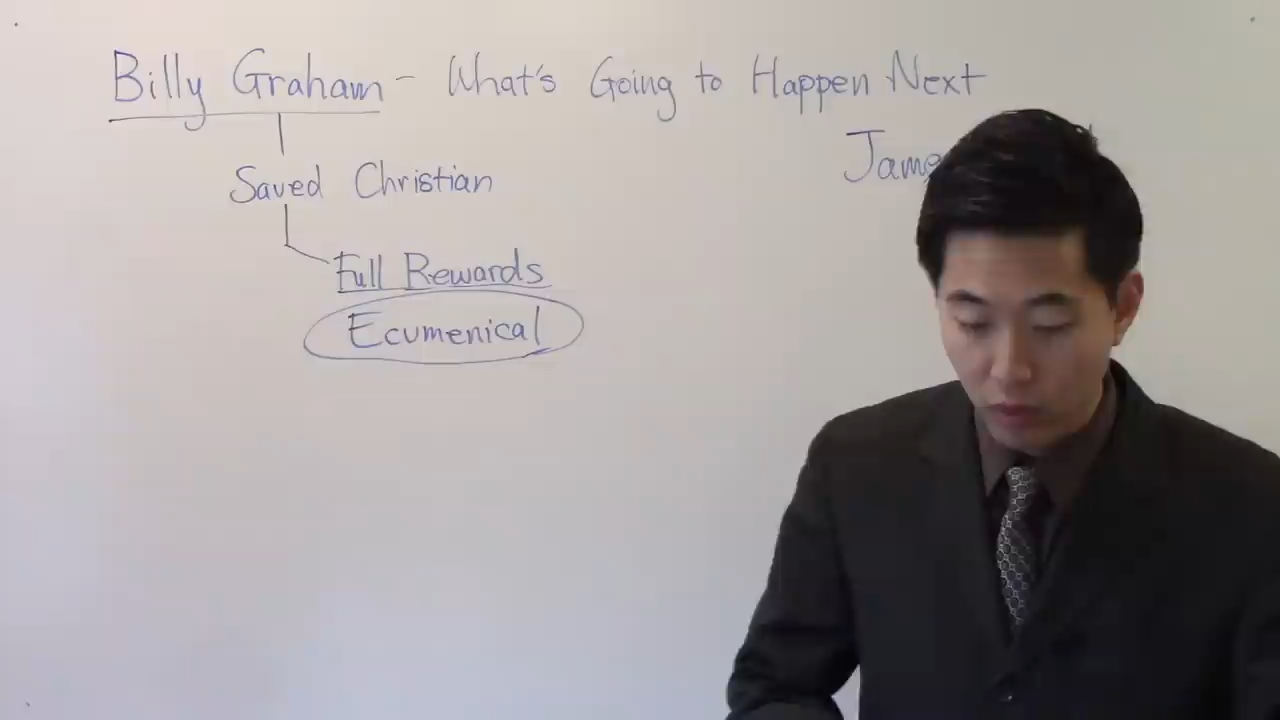 Billy Graham - What's Going to Happen Next
Saved Christian
Full Rewards
Ecumenical